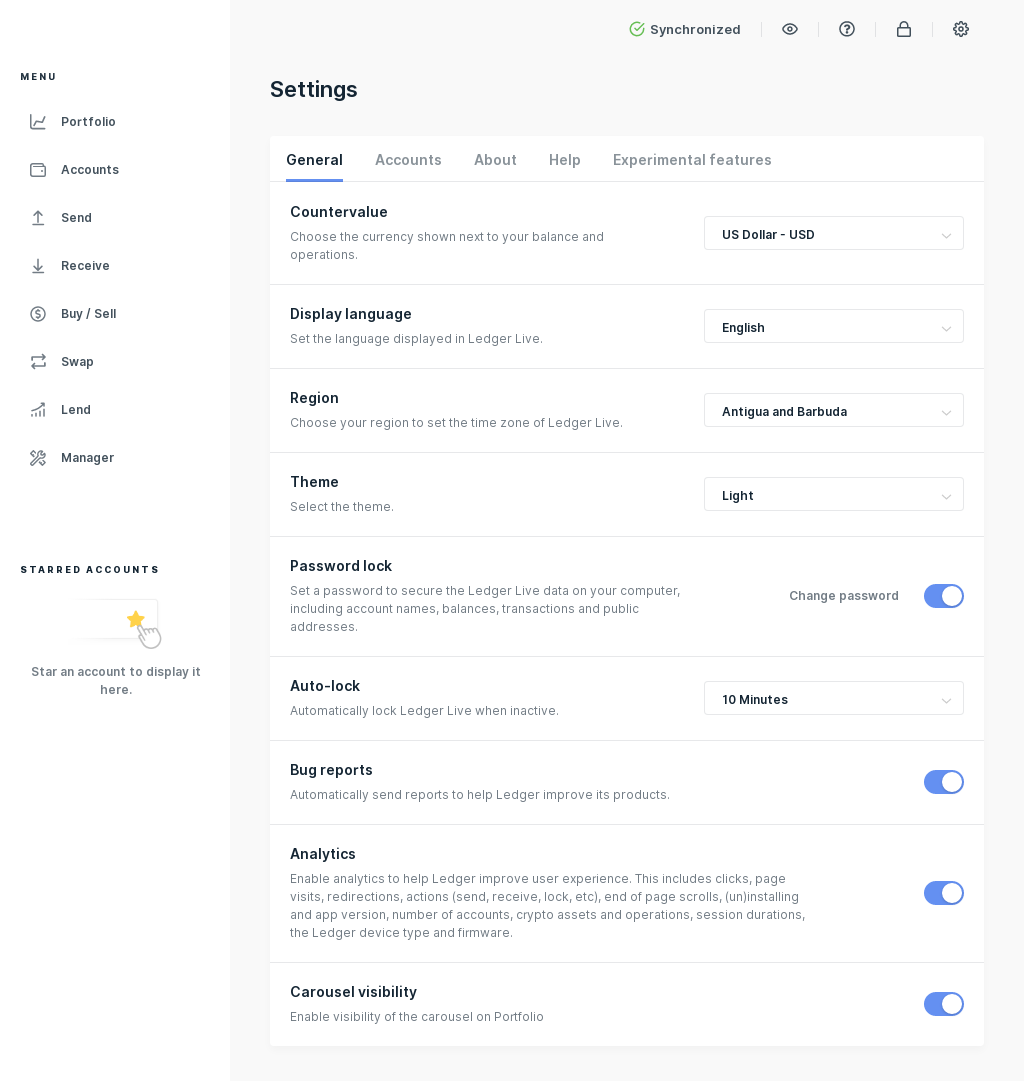 Synchronized
MENU
Portfolio
Accounts
Send
Receive
Buy / Sell
Swap
Lend
Manager
STARRED ACCOUNTS
Star an account to display it
here.
Settings
General
Accounts
About
Help
Experimental features
Countervalue
Choose the currency shown next to your balance and
operations.
US Dollar - USD
Display language
Set the language displayed in Ledger Live.
English
Region
Choose your region to set the time zone of Ledger Live.
Antigua and Barbuda
Theme
Select the theme.
Light
Password lock
Set a password to secure the Ledger Live data on your computer,
including account names, balances, transactions and public
addresses.
Change password
Auto-lock
Automatically lock Ledger Live when inactive.
10 Minutes
Bug reports
Automatically send reports to help Ledger improve its products.
Analytics
Enable analytics to help Ledger improve user experience. This includes clicks, page
visits, redirections, actions (send, receive, lock, etc), end of page scrolls, (un)installing
and app version, number of accounts, crypto assets and operations, session durations,
the Ledger device type and firmware.
Carousel visibility
Enable visibility of the carousel on Portfolio